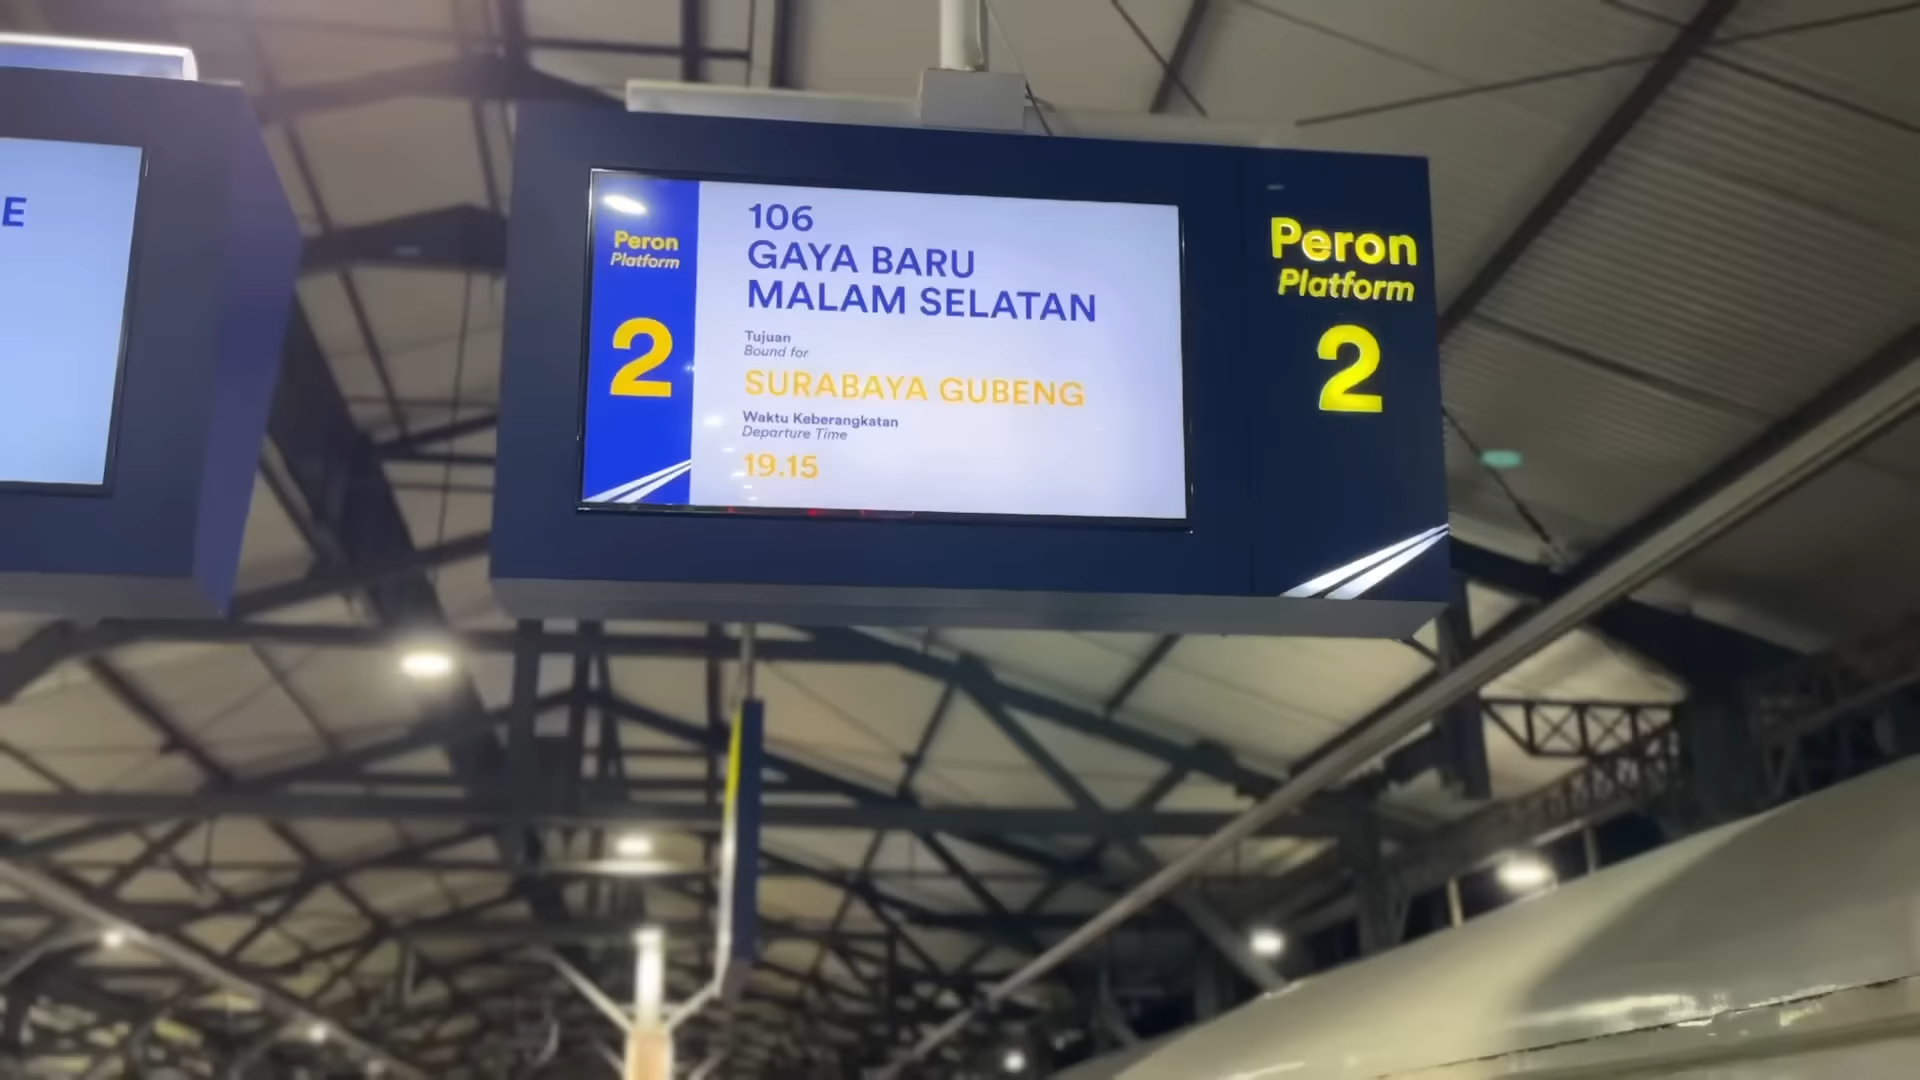 E
Peron
Platform
2
106
GAYA BARU
MALAM SELATAN
Tujuan
Bound for
SURABAYA GUBENG
Waktu Keberangkatan
Departure Time
19.15
Peron
Platform
2